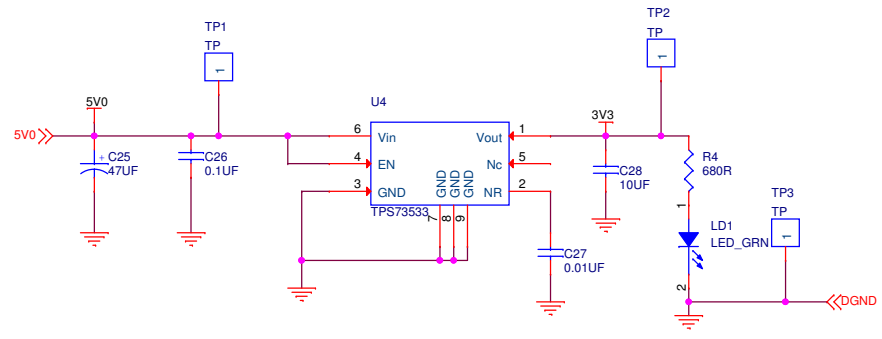 TP1
TP
1
TP2
TP
1
5V0
5V0
C25
47UF
+
C26
0.1UF
U4
6
Vin
4
EN
3
GND
TPS73533
GND
GND
GND
7
8
9
Vout
1
Nc
5
NR
2
C27
0.01UF
3V3
C28
10UF
R4
680R
1
LD1
LED_GRN
2
TP3
TP
1
DGND